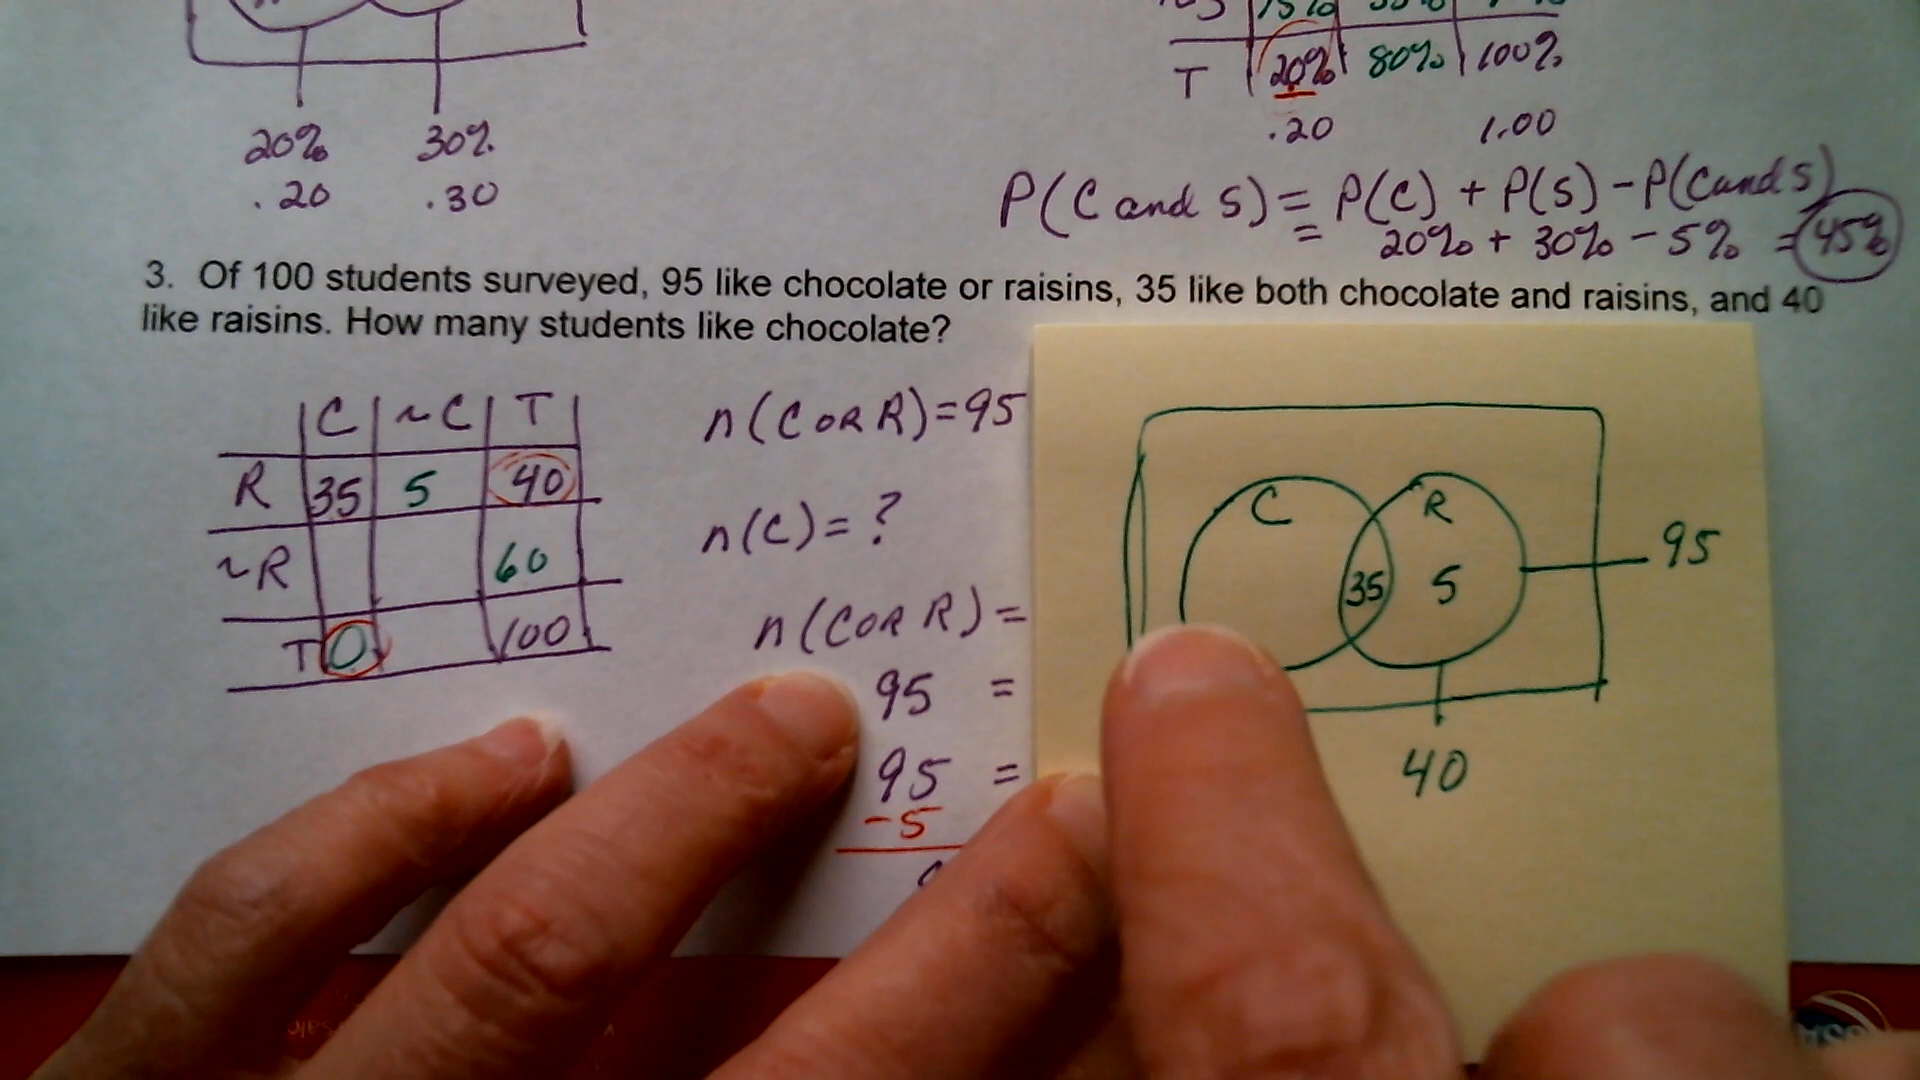 20% 80% 100%
T
.20 1.00
20% 30%
.20 .30
P(C and S) = P(C) + P(S) - P(C and S)
= 20% + 30% - 5% = 45%
3. Of 100 students surveyed, 95 like chocolate or raisins, 35 like both chocolate and raisins, and 40
like raisins. How many students like chocolate?
C ~C T
R 35 5 40
~R 60
T 0 100
n(C OR R) = 95
n(C) = ?
n(C OR R) =
95 =
95 =
-5
C R
35 5
95
40